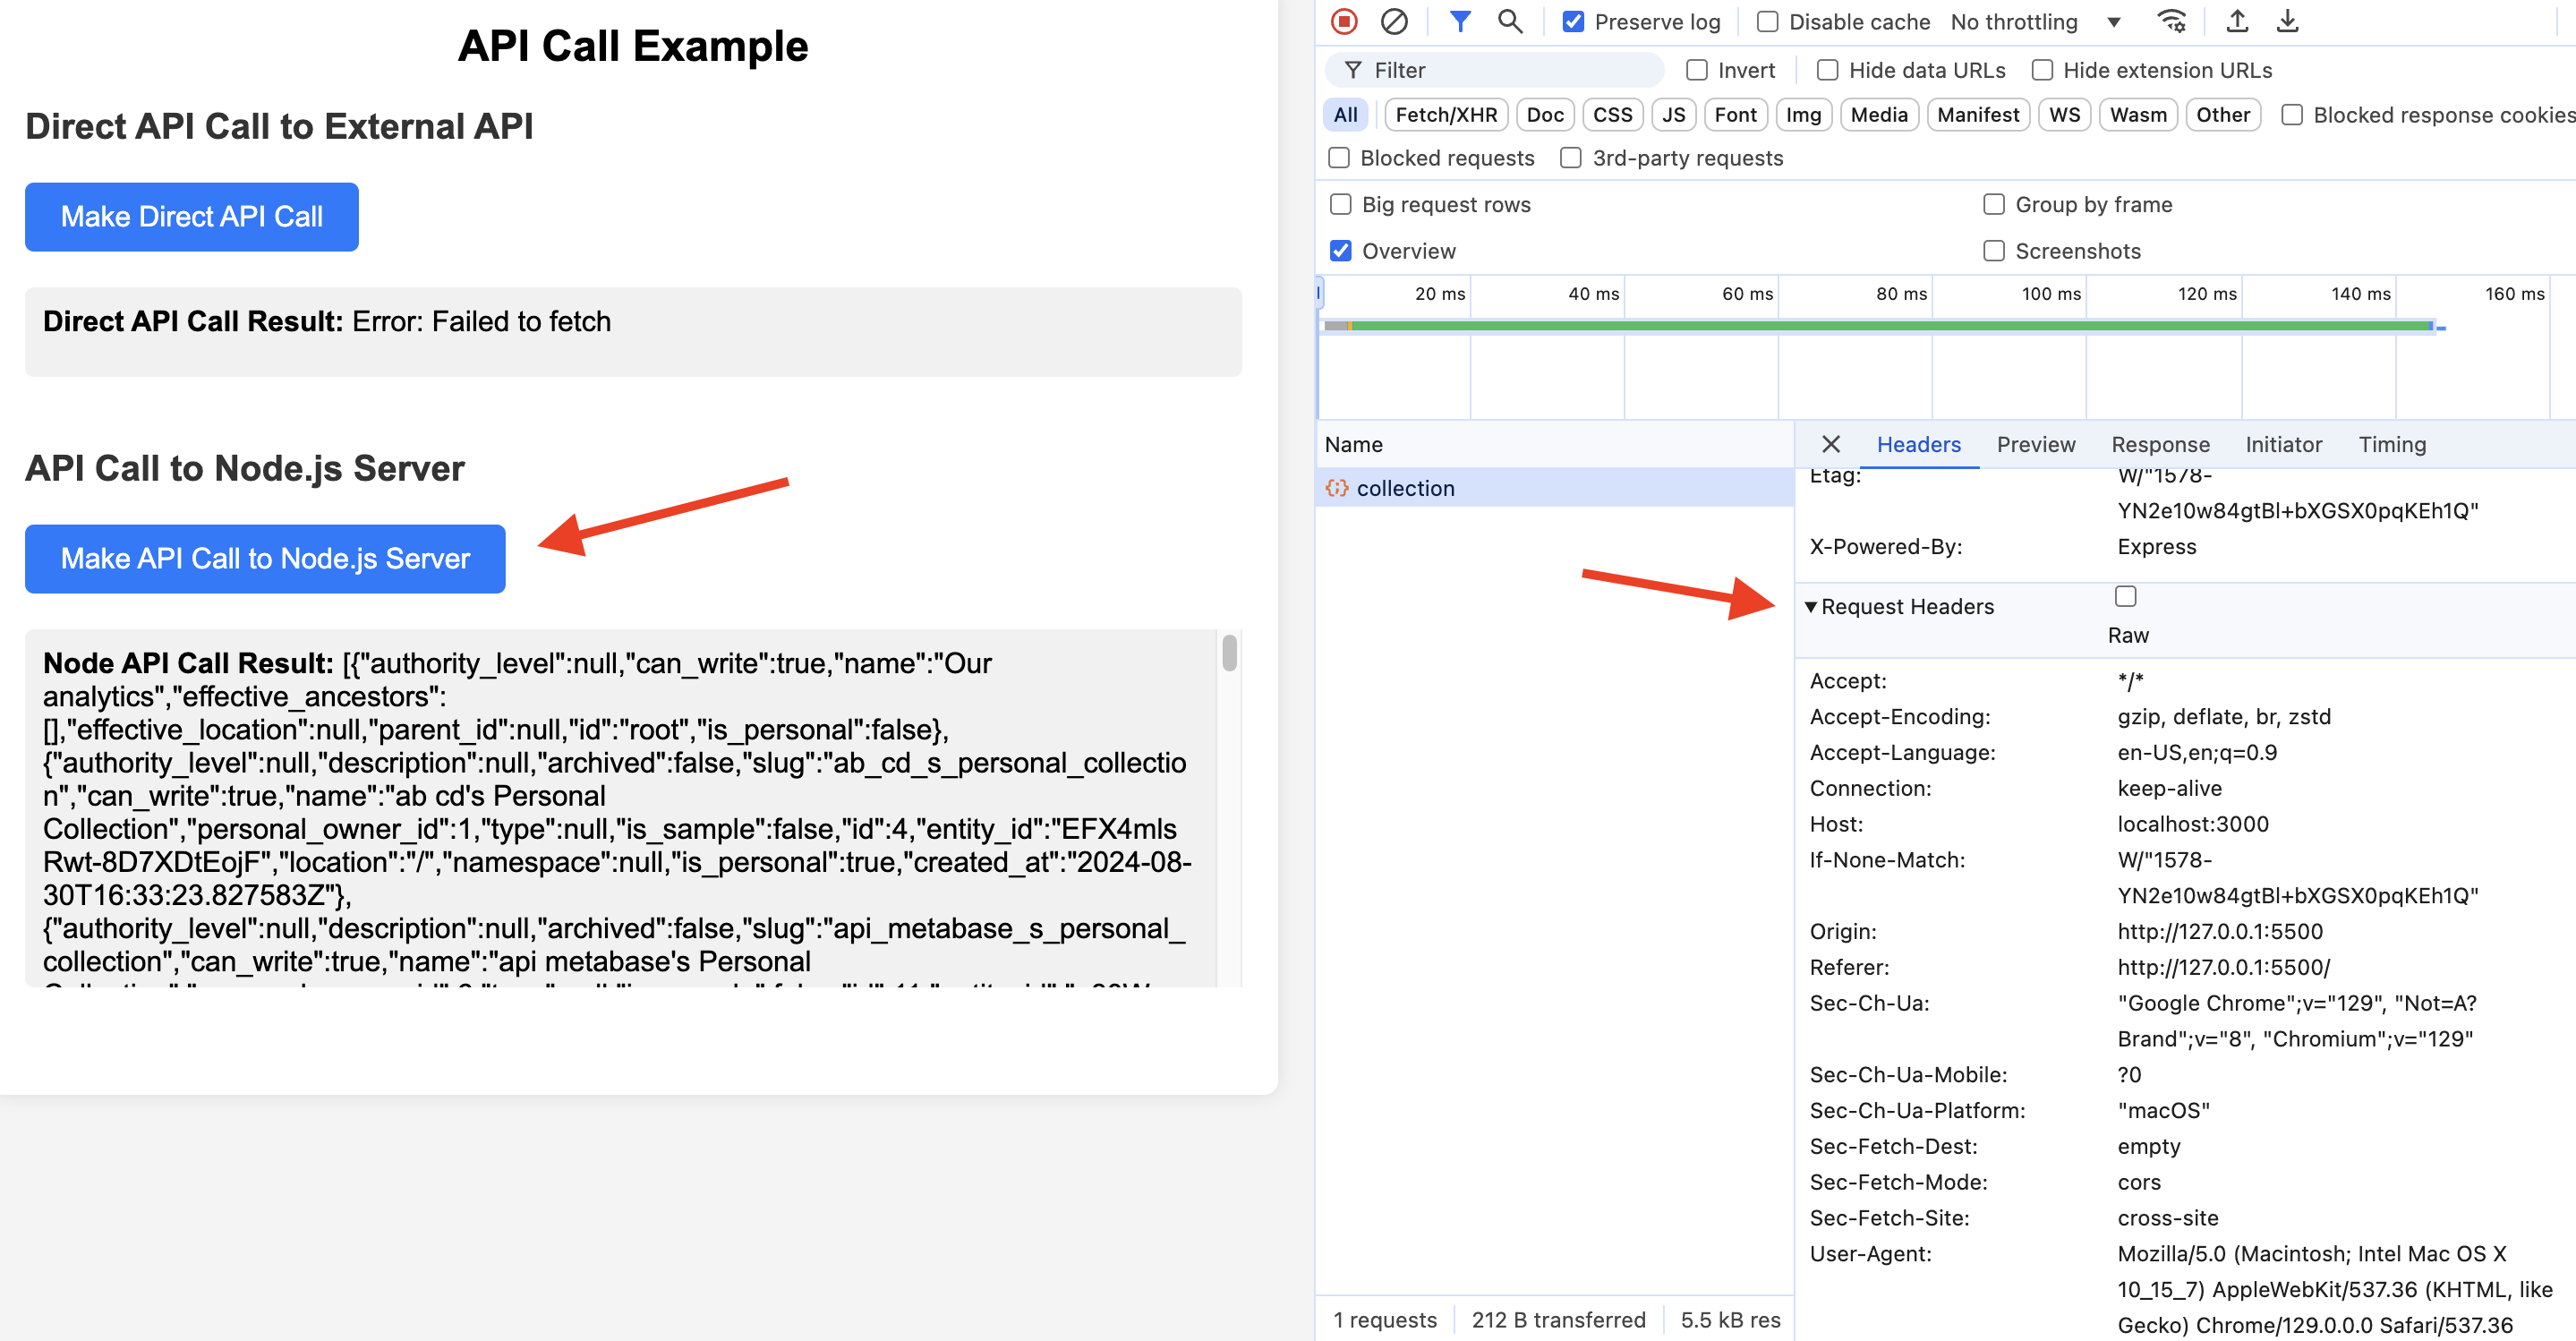 API Call Example
Direct API Call to External API
Make Direct API Call
Direct API Call Result: Error: Failed to fetch
API Call to Node.js Server
Make API Call to Node.js Server
Node API Call Result: [{"authority_level":null,"can_write":true,"name":"Our
analytics","effective_ancestors":
[],"effective_location":null,"parent_id":null,"id":"root","is_personal":false},
{"authority_level":null,"description":null,"archived":false,"slug":"ab_cd_s_personal_collectio
n","can_write":true,"name":"ab cd's Personal
Collection","personal_owner_id":1,"type":null,"is_sample":false,"id":4,"entity_id":"EFX4mls
Rwt-8D7XDtEojF","location":"/","namespace":null,"is_personal":true,"created_at":"2024-08-
30T16:33:23.827583Z"},
{"authority_level":null,"description":null,"archived":false,"slug":"api_metabase_s_personal_
collection","can_write":true,"name":"api metabase's Personal
Preserve log Disable cache No throttling
Filter Invert Hide data URLs Hide extension URLs
All Fetch/XHR Doc CSS JS Font Img Media Manifest WS Wasm Other Blocked response cookies
Blocked requests 3rd-party requests
Big request rows Group by frame
Overview Screenshots
20 ms 40 ms 60 ms 80 ms 100 ms 120 ms 140 ms 160 ms
Name
collection
Headers Preview Response Initiator Timing
Etag: W/"1578-
YN2e10w84gtBl+bXGSX0pqKEh1Q"
X-Powered-By: Express
Request Headers
Raw
Accept: */*
Accept-Encoding: gzip, deflate, br, zstd
Accept-Language: en-US,en;q=0.9
Connection: keep-alive
Host: localhost:3000
If-None-Match: W/"1578-
YN2e10w84gtBl+bXGSX0pqKEh1Q"
Origin: http://127.0.0.1:5500
Referer: http://127.0.0.1:5500/
Sec-Ch-Ua: "Google Chrome";v="129", "Not=A?
Brand";v="8", "Chromium";v="129"
Sec-Ch-Ua-Mobile: ?0
Sec-Ch-Ua-Platform: "macOS"
Sec-Fetch-Dest: empty
Sec-Fetch-Mode: cors
Sec-Fetch-Site: cross-site
User-Agent: Mozilla/5.0 (Macintosh; Intel Mac OS X
10_15_7) AppleWebKit/537.36 (KHTML, like
Gecko) Chrome/129.0.0.0 Safari/537.36
1 requests 212 B transferred 5.5 kB res